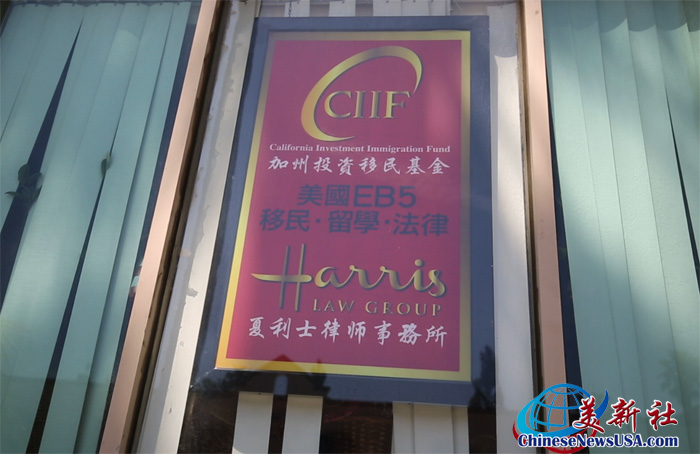 CIIF
California Investment Immigration Fund
加州投資移民基金
美國EB5
移民·留學·法律
Harris
LAW GROUP
夏利士律师事務所
美新社
ChineseNewsUSA.com